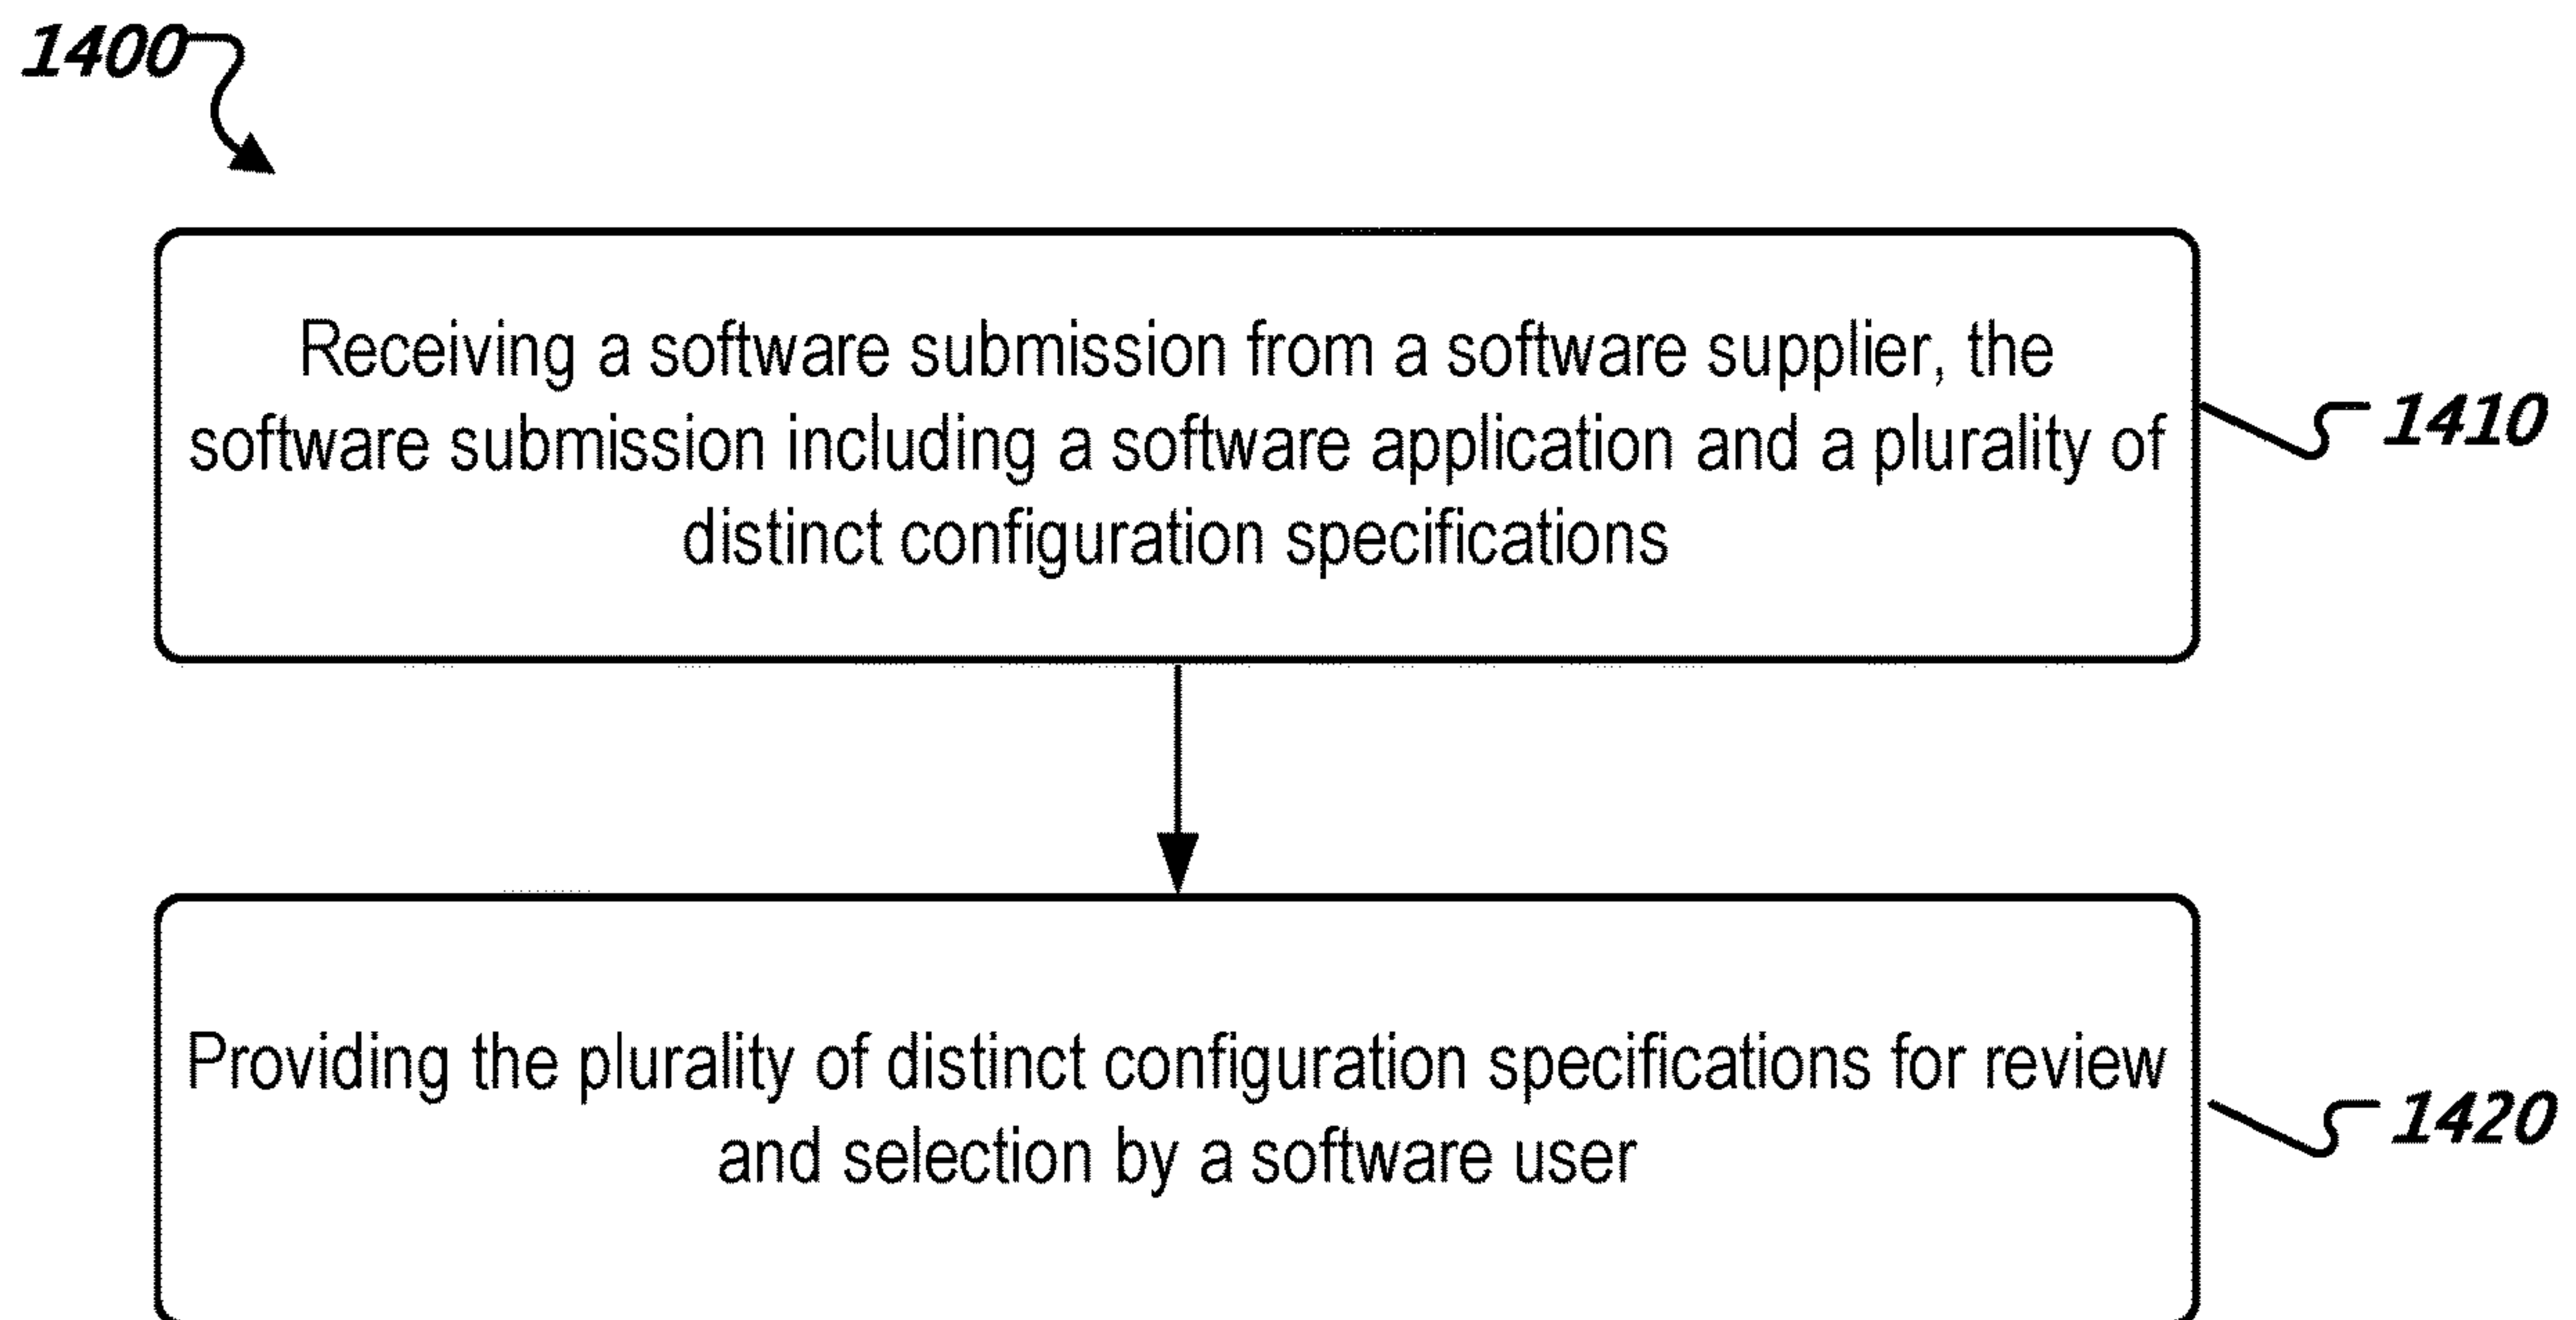 1400
Receiving a software submission from a software supplier, the
software submission including a software application and a plurality of
distinct configuration specifications
1410
Providing the plurality of distinct configuration specifications for review
and selection by a software user
1420